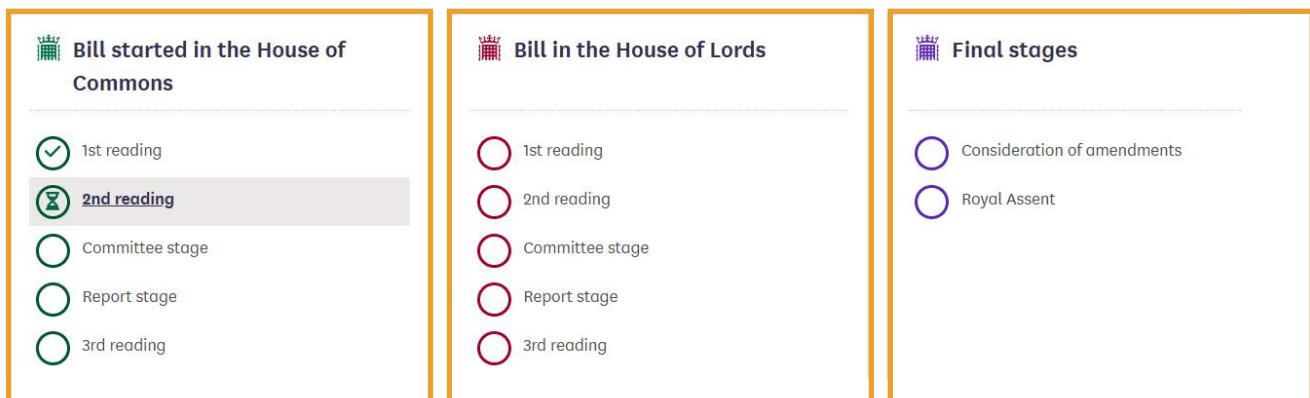 Bill started in the House of
Commons
1st reading
2nd reading
Committee stage
Report stage
3rd reading
Bill in the House of Lords
1st reading
2nd reading
Committee stage
Report stage
3rd reading
Final stages
Consideration of amendments
Royal Assent